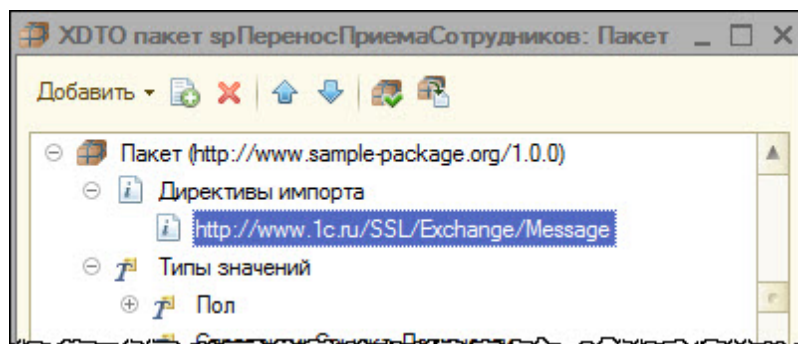 XDTO пакет spПереносПриемаСотрудников: Пакет
Добавить
Пакет (http://www.sample-package.org/1.0.0)
Директивы импорта
http://www.1c.ru/SSL/Exchange/Message
Типы значений
Пол